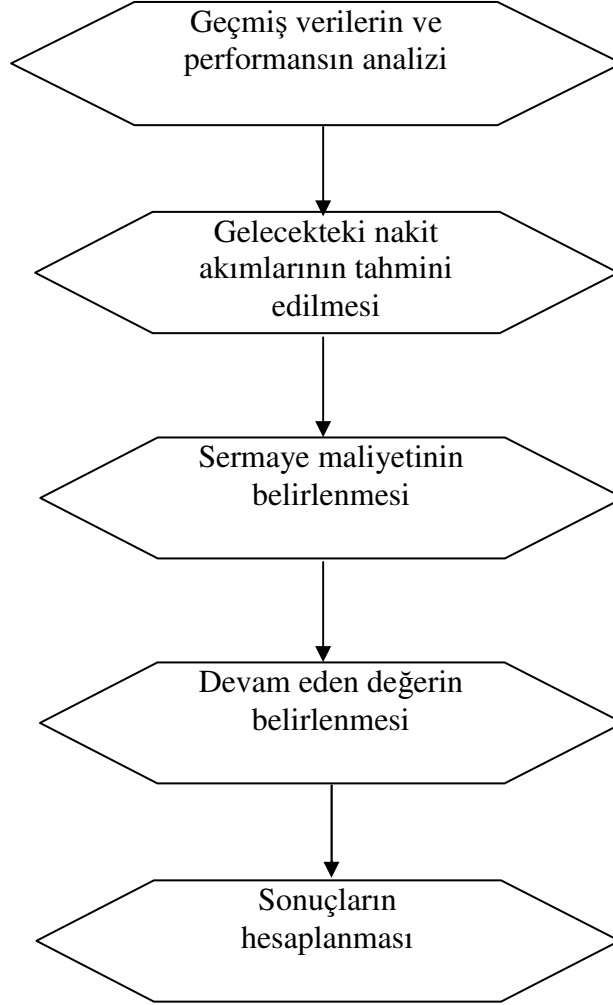 Geçmiş verilerin ve
performansın analizi
Gelecekteki nakit
akımlarının tahmini
edilmesi
Sermaye maliyetinin
belirlenmesi
Devam eden değerin
belirlenmesi
Sonuçların
hesaplanması